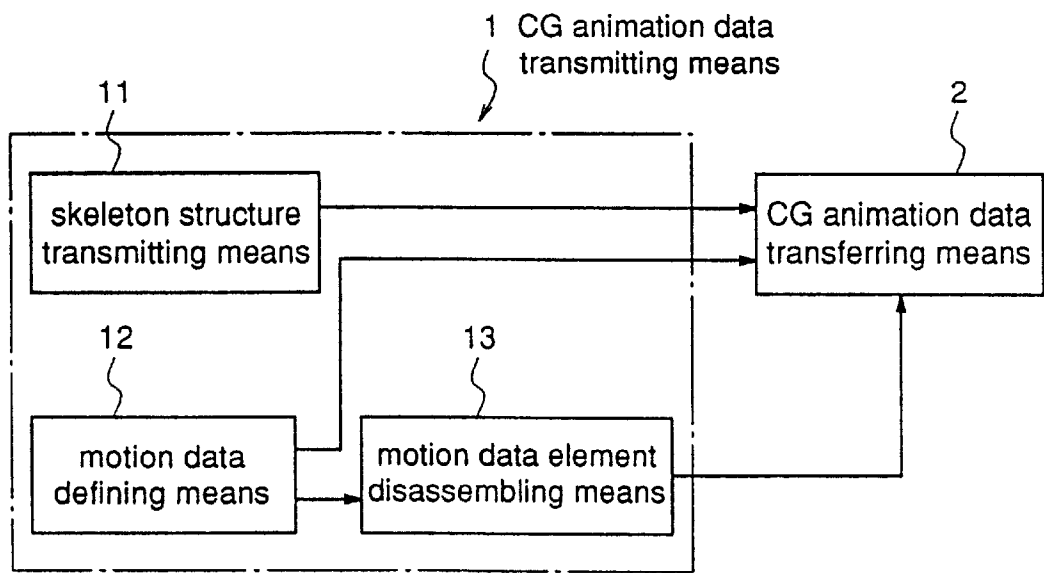 1 CG animation data
transmitting means
11
2
skeleton structure
transmitting means
CG animation data
transferring means
12
13
motion data
defining means
motion data element
disassembling means